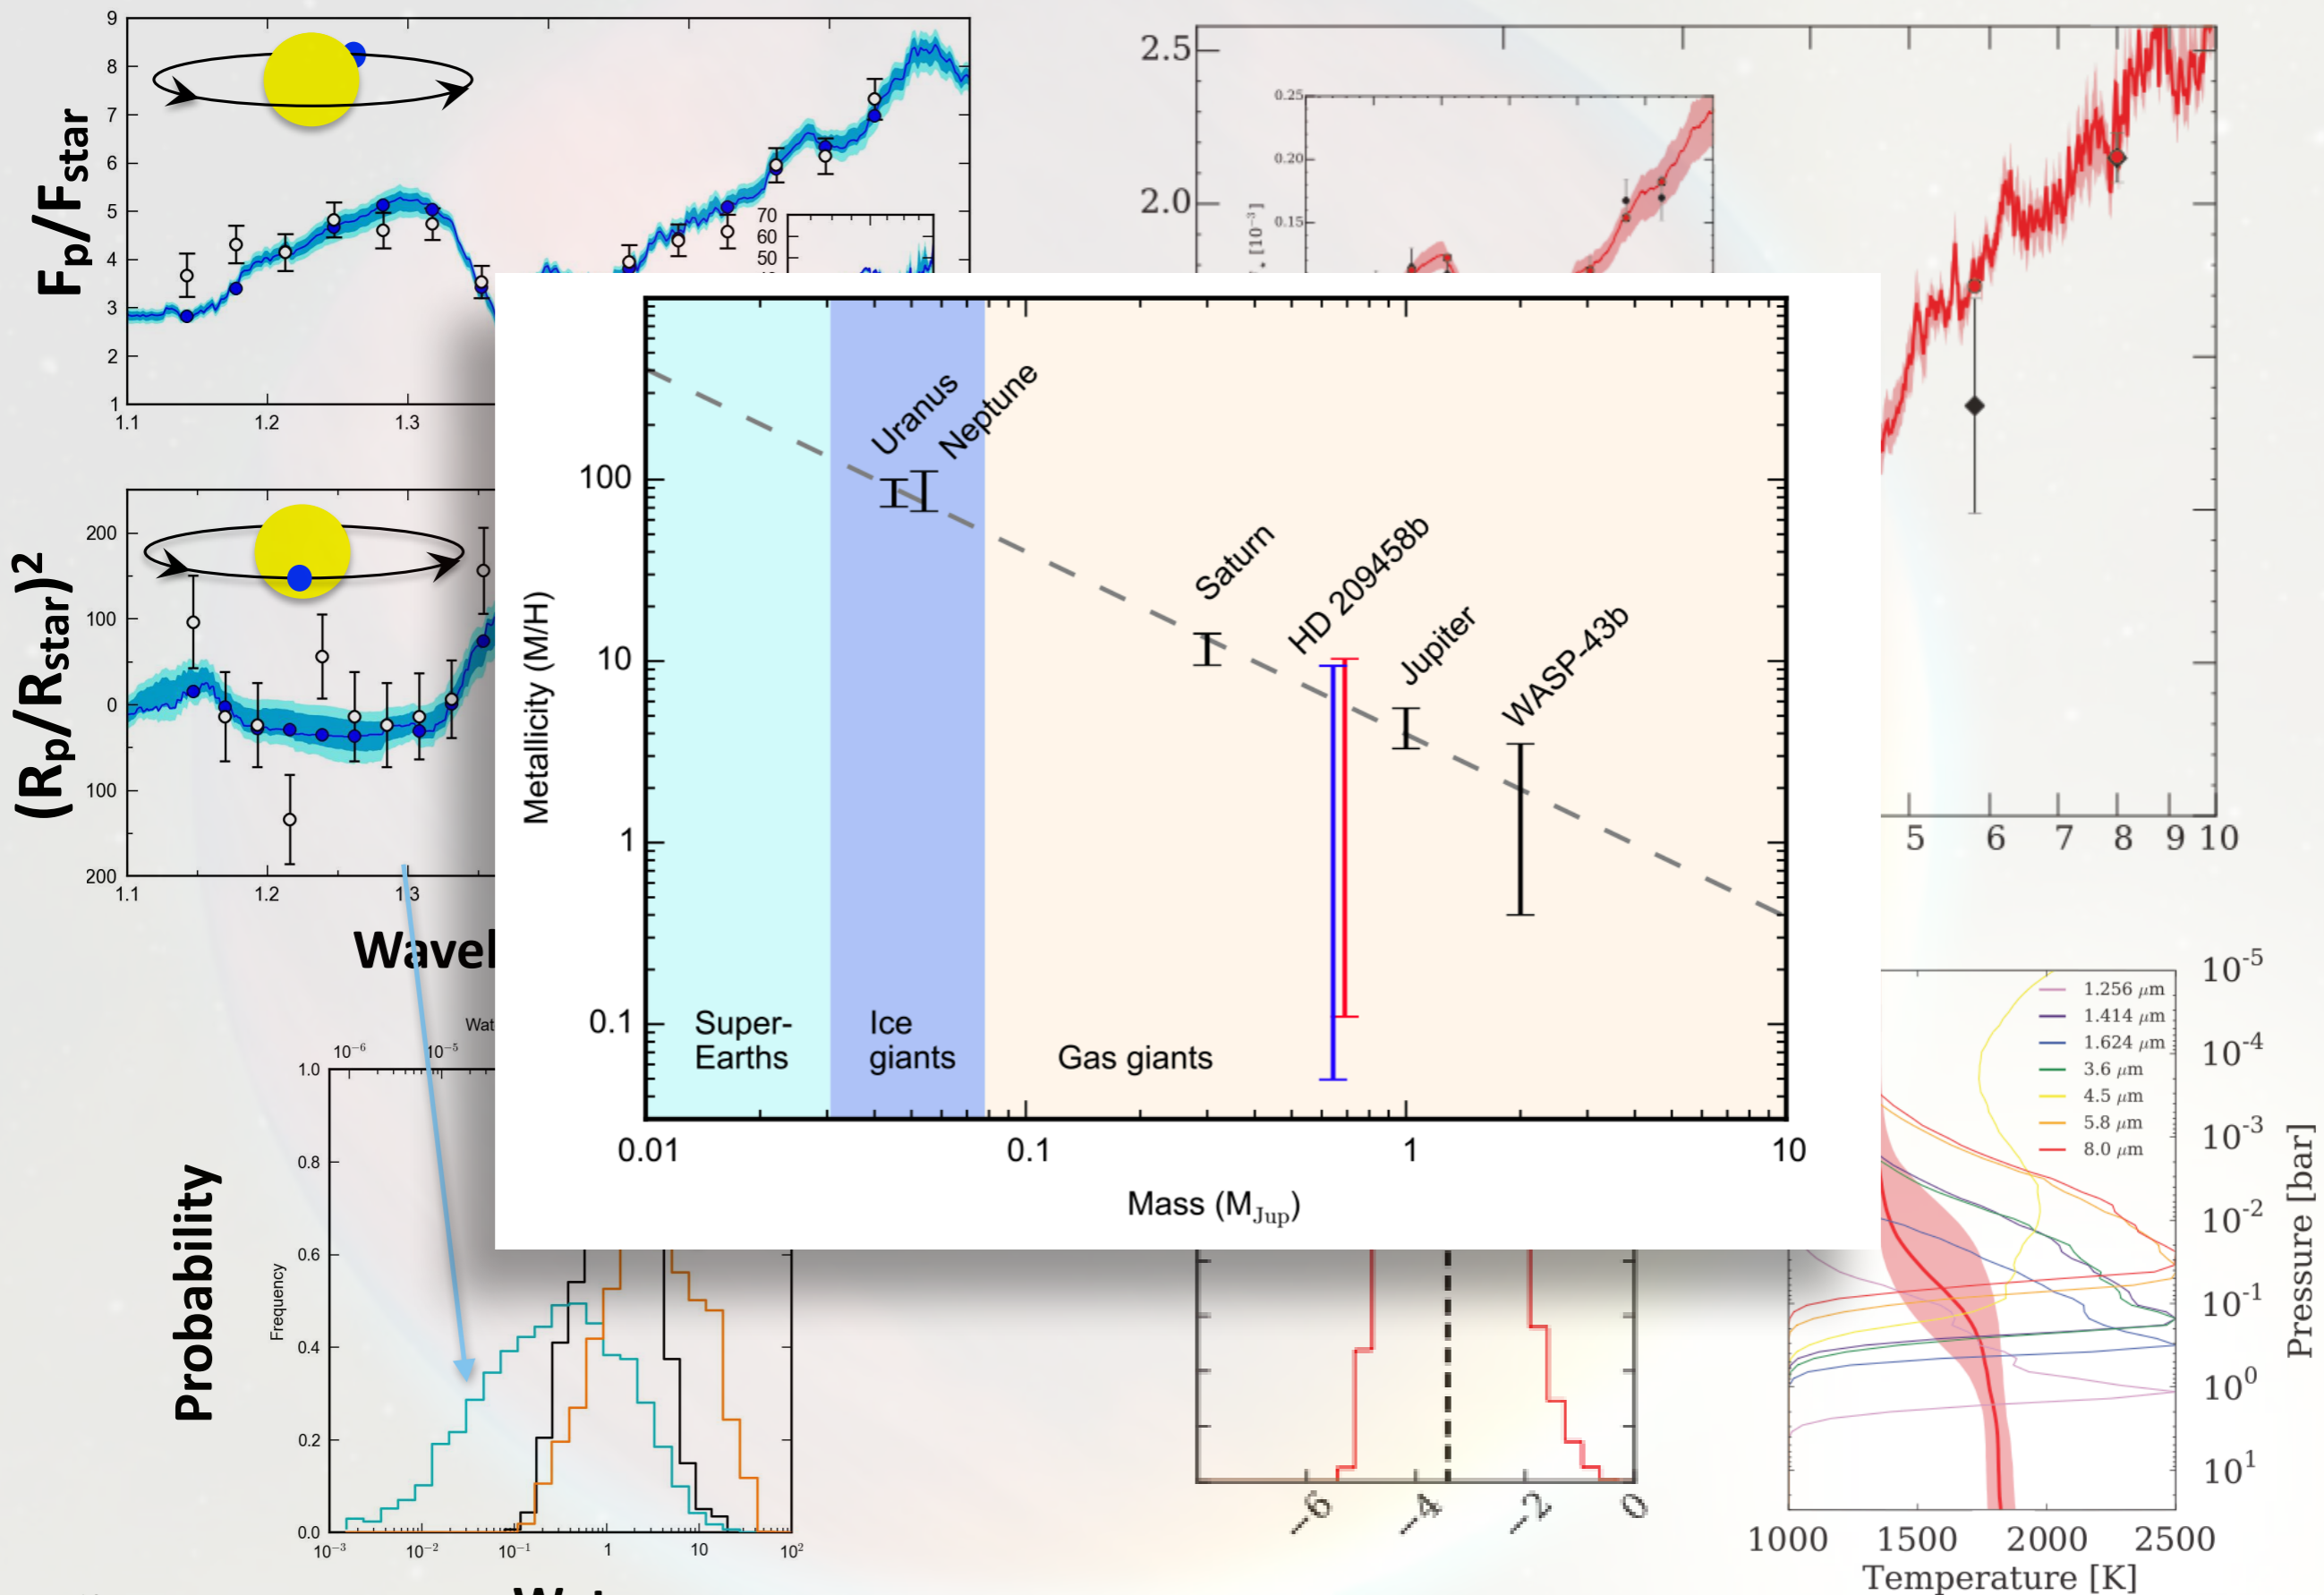 9
8
7
6
5
4
3
2
1
1.1
1.2
1.3
Fp/Fstar
70
60
50
200
100
0
100
200
1.1
1.2
1.3
(Rp/Rstar)2
2.5
2.0
0.25
0.20
0.15
[10⁻³]
5
6
7
8
9
10
Metallicity (M/H)
100
10
1
0.1
Uranus
Neptune
Saturn
HD 209458b
Jupiter
WASP-43b
Super-
Earths
Ice
giants
Gas giants
0.01
0.1
1
10
Mass (MJup)
10⁻⁶
10⁻⁵
1.0
0.8
0.6
0.4
0.2
0.0
Probability
Frequency
10⁻³
10⁻²
10⁻¹
1
10
10²
−6
−4
−2
0
1.256 μm
1.414 μm
1.624 μm
3.6 μm
4.5 μm
5.8 μm
8.0 μm
10-5
10-4
10-3
10-2
10-1
100
101
Pressure [bar]
1000
1500
2000
2500
Temperature [K]